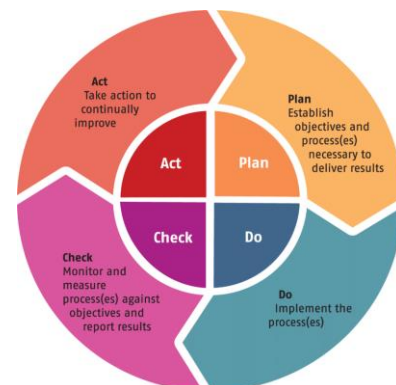 Act
Take action to
continually
improve
Plan
Establish
objectives and
process(es)
necessary to
deliver results
Act
Plan
Check
Do
Check
Monitor and
measure
process(es) against
objectives and
report results
Do
Implement the
process(es)